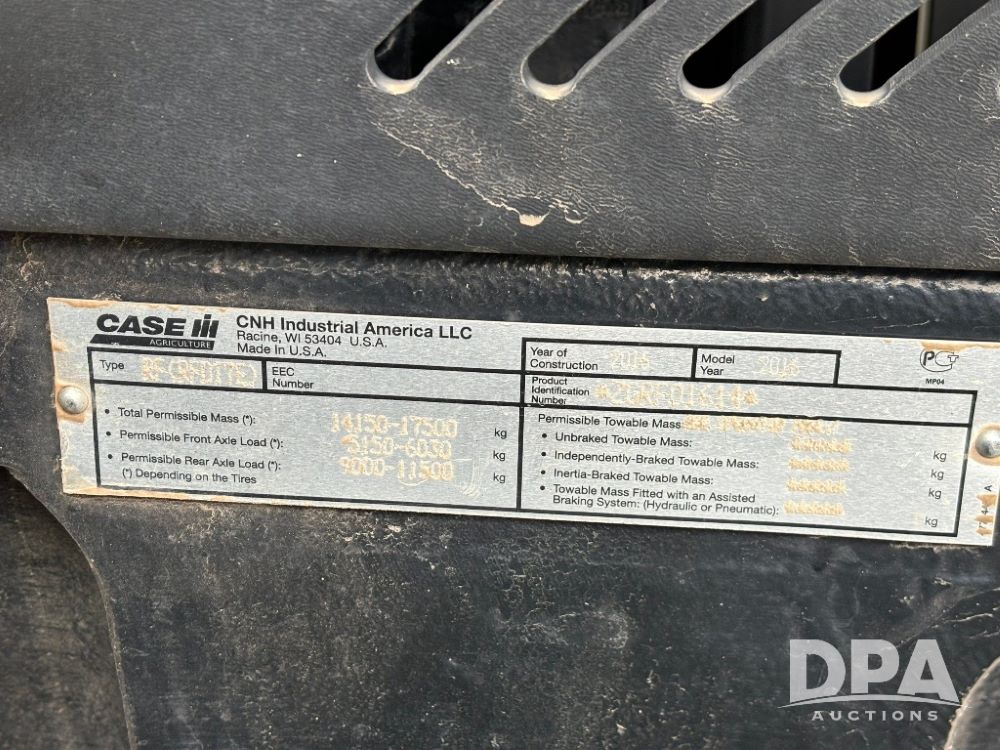 CASE IH
AGRICULTURE
CNH Industrial America LLC
Racine, WI 53404 U.S.A.
Made in U.S.A.
Type
EEC
Number
Year of
Construction 2015
Model
Year 2016
Product
Identification
Number
PCT
MP04
• Total Permissible Mass (*): 14150-17500 kg
• Permissible Front Axle Load (*): 5150-6030 kg
• Permissible Rear Axle Load (*): 9000-11500 kg
(*) Depending on the Tires
Permissible Towable Mass:
• Unbraked Towable Mass: ****** kg
• Independently-Braked Towable Mass: ****** kg
• Inertia-Braked Towable Mass: ****** kg
• Towable Mass Fitted with an Assisted
Braking System: (Hydraulic or Pneumatic): ****** kg
A
DPA
AUCTIONS